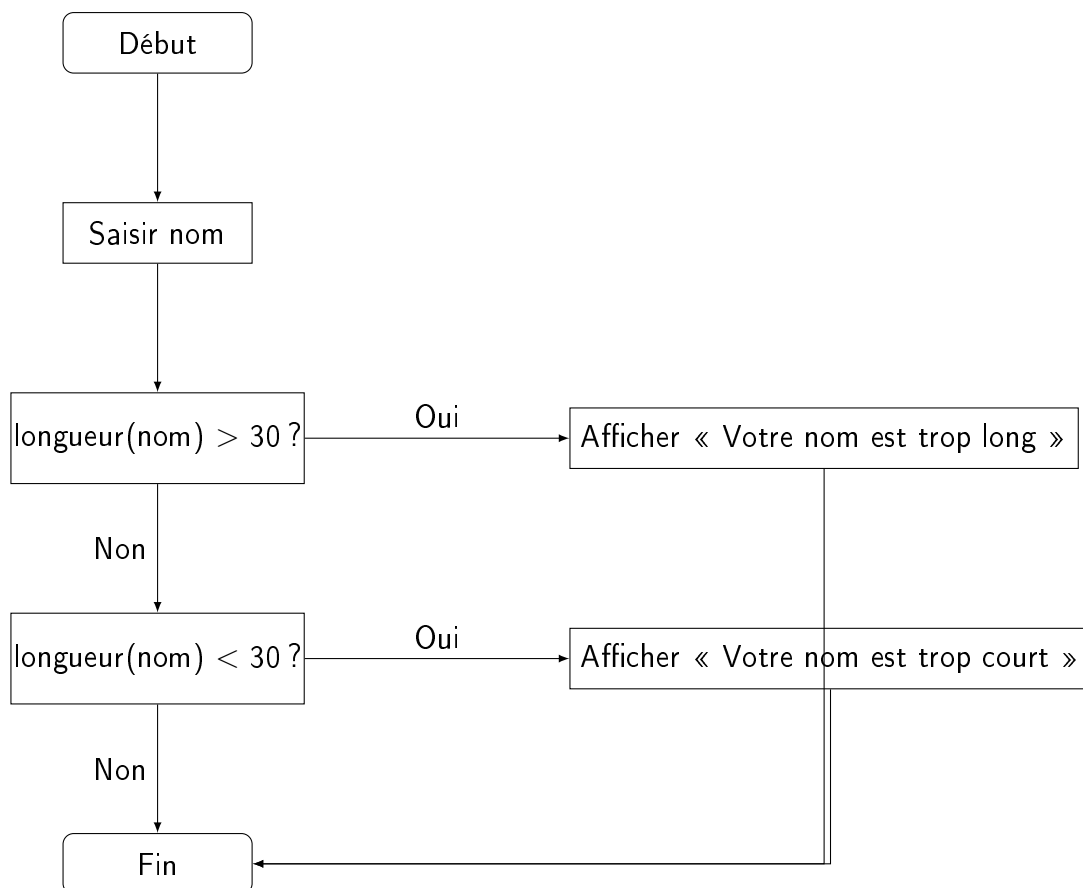 Début
Saisir nom
longueur(nom) > 30 ?
Oui
Afficher « Votre nom est trop long »
Non
longueur(nom) < 30 ?
Oui
Afficher « Votre nom est trop court »
Non
Fin